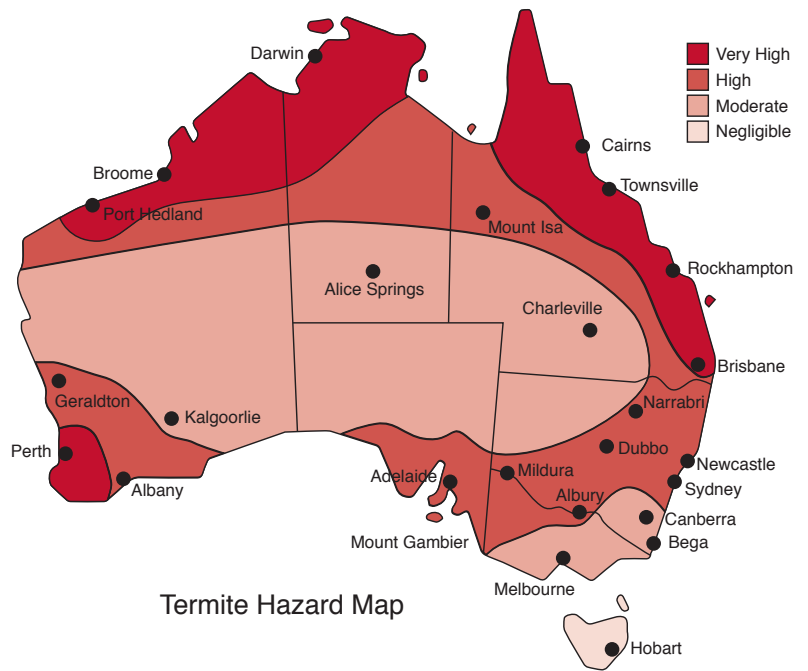 Darwin
Very High
High
Moderate
Negligible
Cairns
Broome
Townsville
Port Hedland
Mount Isa
Rockhampton
Alice Springs
Charleville
Brisbane
Geraldton
Narrabri
Kalgoorlie
Perth
Dubbo
Newcastle
Adelaide
Mildura
Sydney
Albany
Albury
Canberra
Mount Gambier
Bega
Melbourne
Termite Hazard Map
Hobart